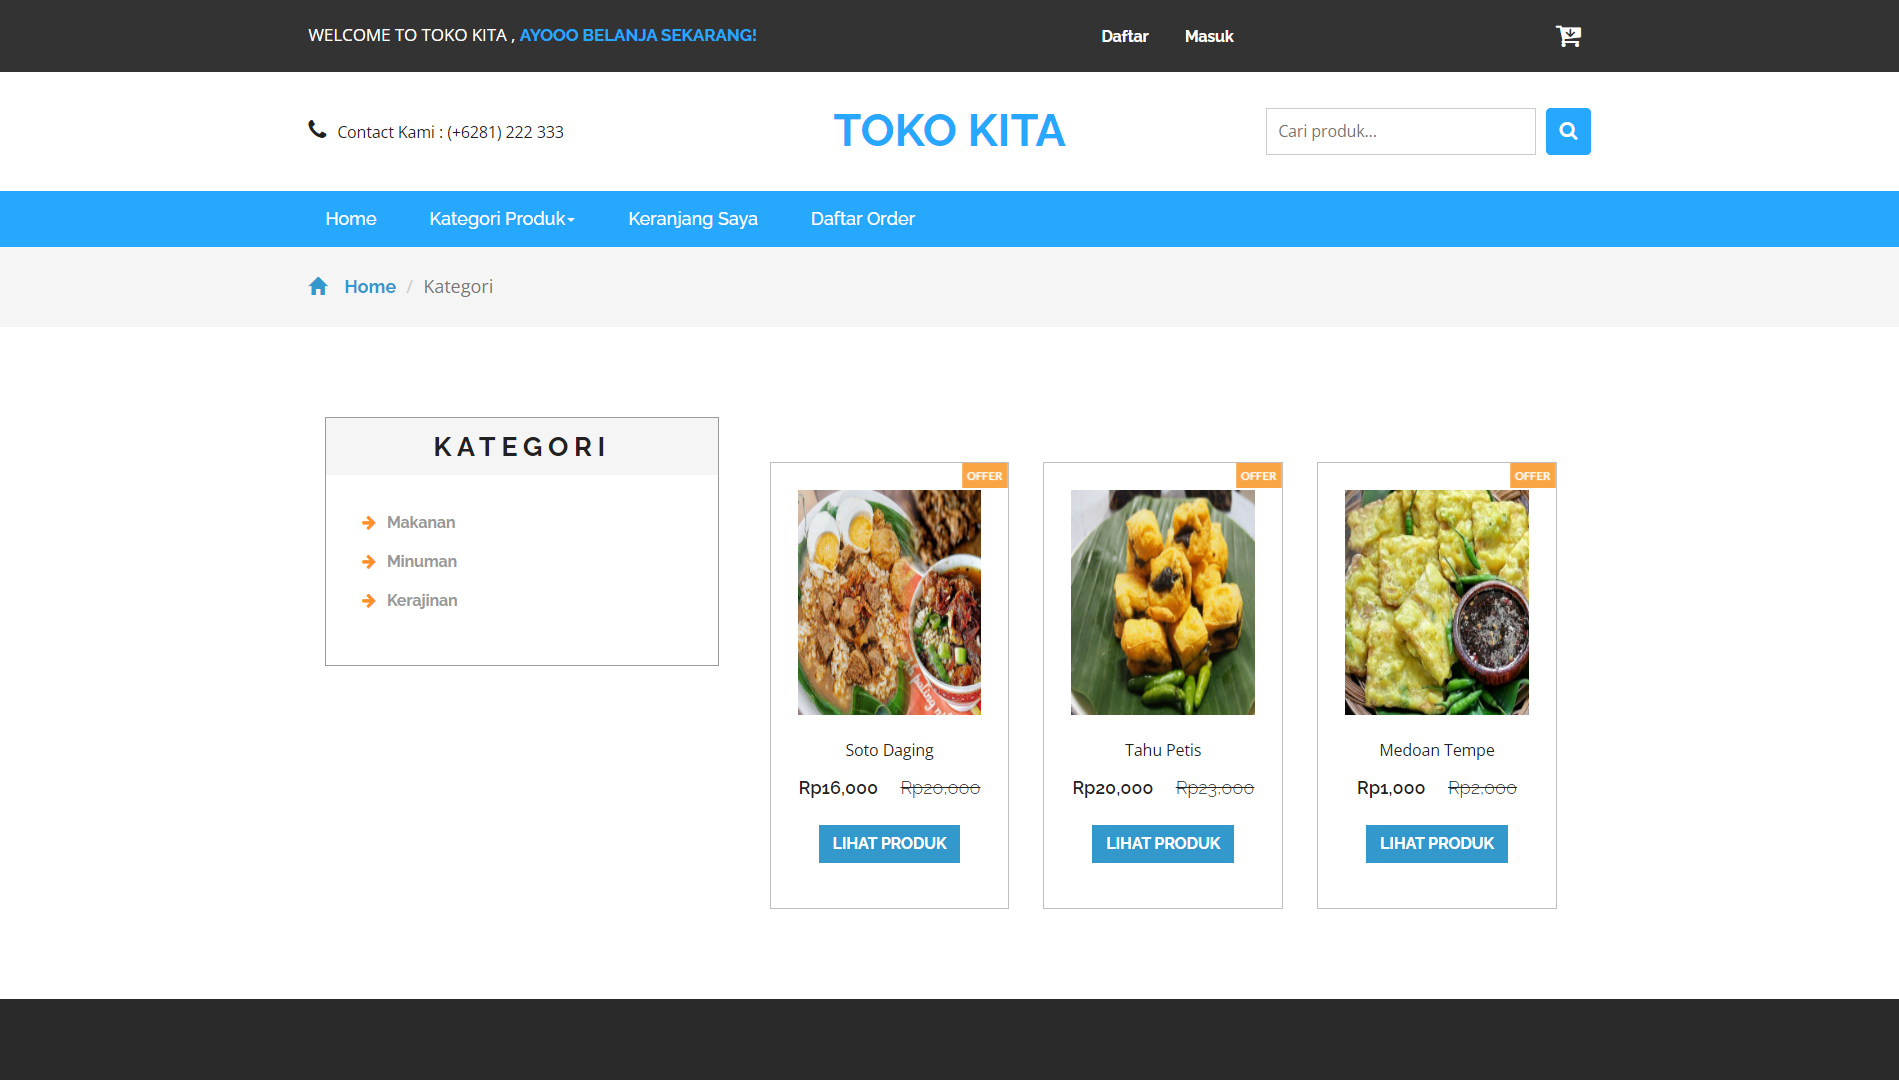 WELCOME TO TOKO KITA , AYOOO BELANJA SEKARANG!
Daftar
Masuk
Contact Kami : (+6281) 222 333
TOKO KITA
Cari produk...
Home
Kategori Produk
Keranjang Saya
Daftar Order
Home / Kategori
KATEGORI
Makanan
Minuman
Kerajinan
OFFER
Soto Daging
Rp16,000 Rp20,000
LIHAT PRODUK
OFFER
Tahu Petis
Rp20,000 Rp23,000
LIHAT PRODUK
OFFER
Medoan Tempe
Rp1,000 Rp2,000
LIHAT PRODUK